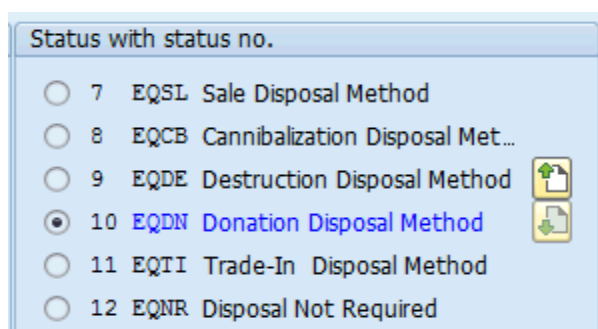 Status with status no.
7 EQSL Sale Disposal Method
8 EQCB Cannibalization Disposal Met...
9 EQDE Destruction Disposal Method
10 EQDN Donation Disposal Method
11 EQTI Trade-In Disposal Method
12 EQNR Disposal Not Required